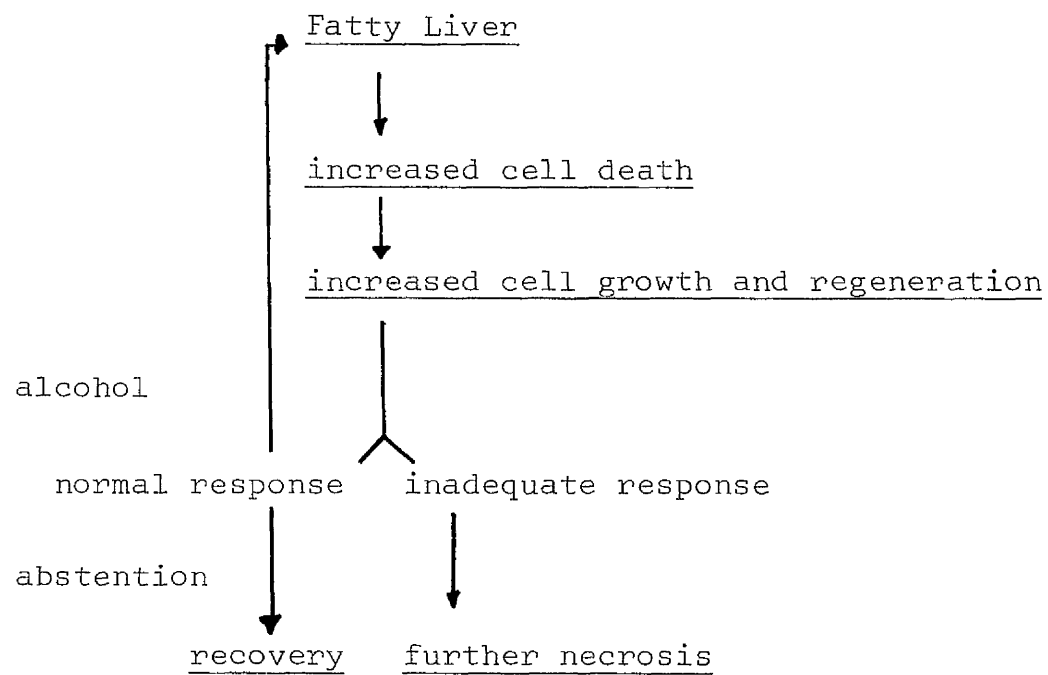 Fatty Liver
increased cell death
increased cell growth and regeneration
alcohol
normal response inadequate response
abstention
recovery further necrosis